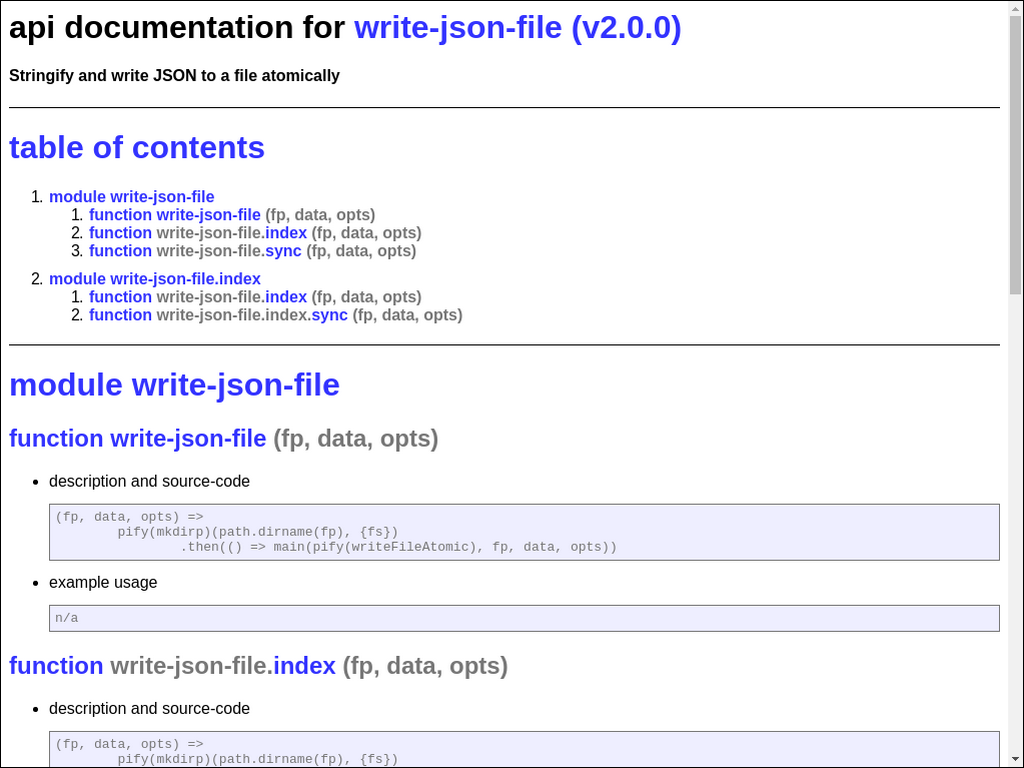 api documentation for write-json-file (v2.0.0)
Stringify and write JSON to a file atomically
table of contents
1. module write-json-file
1. function write-json-file (fp, data, opts)
2. function write-json-file.index (fp, data, opts)
3. function write-json-file.sync (fp, data, opts)
2. module write-json-file.index
1. function write-json-file.index (fp, data, opts)
2. function write-json-file.index.sync (fp, data, opts)
module write-json-file
function write-json-file (fp, data, opts)
• description and source-code
(fp, data, opts) =>
        pify(mkdirp)(path.dirname(fp), {fs})
                .then(() => main(pify(writeFileAtomic), fp, data, opts))
• example usage
n/a
function write-json-file.index (fp, data, opts)
• description and source-code
(fp, data, opts) =>
        pify(mkdirp)(path.dirname(fp), {fs})